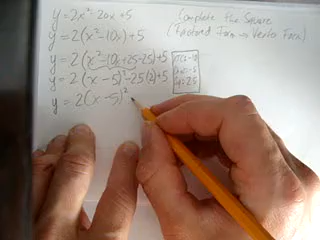 y = 2x² - 20x + 5
y = 2(x² - 10x) + 5
y = 2(x² - 10x + 25 - 25) + 5
y = 2(x - 5)² - 25(2) + 5
y = 2(x - 5)²
Complete the Square
(Factored Form → Vertex Form)